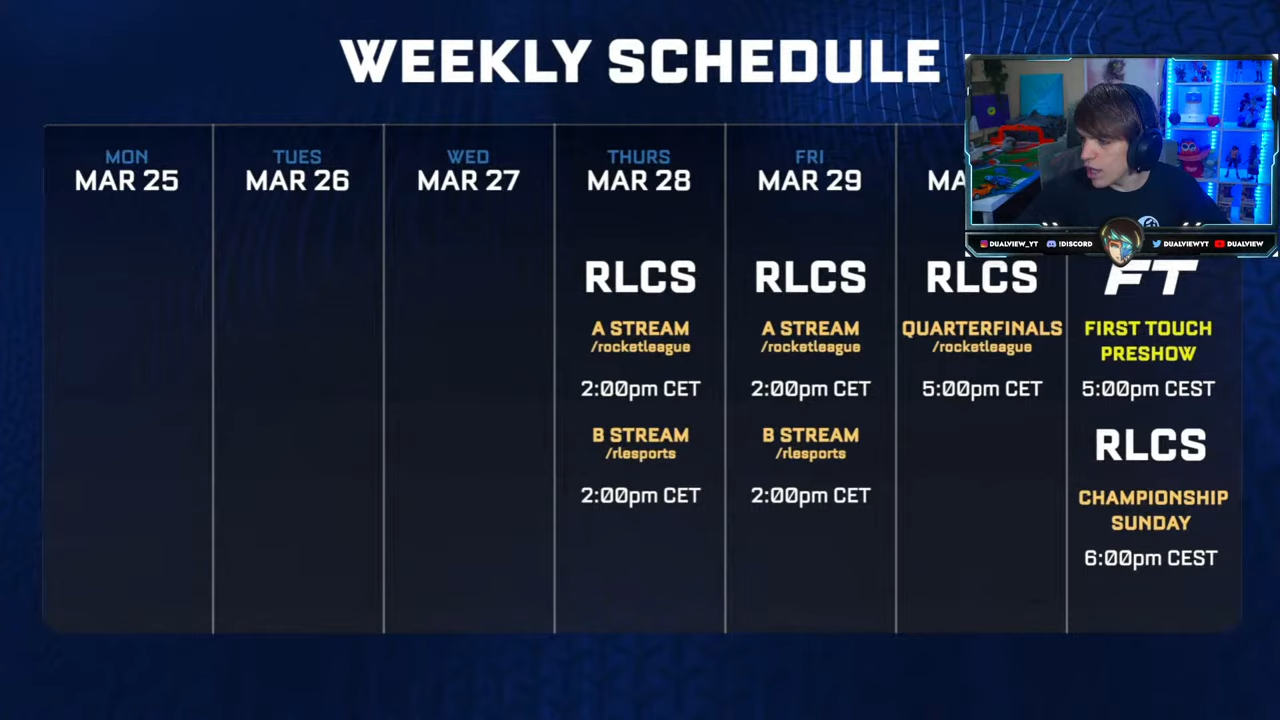 WEEKLY SCHEDULE
MON
MAR 25
TUES
MAR 26
WED
MAR 27
THURS
MAR 28
RLCS
A STREAM
/rocketleague
2:00pm CET
B STREAM
/rlesports
2:00pm CET
FRI
MAR 29
RLCS
A STREAM
/rocketleague
2:00pm CET
B STREAM
/rlesports
2:00pm CET
MA
RLCS
QUARTERFINALS
/rocketleague
5:00pm CET
FT
FIRST TOUCH
PRESHOW
5:00pm CEST
RLCS
CHAMPIONSHIP
SUNDAY
6:00pm CEST
DUALVIEW_YT !DISCORD DUALVIEWYT DUALVIEW